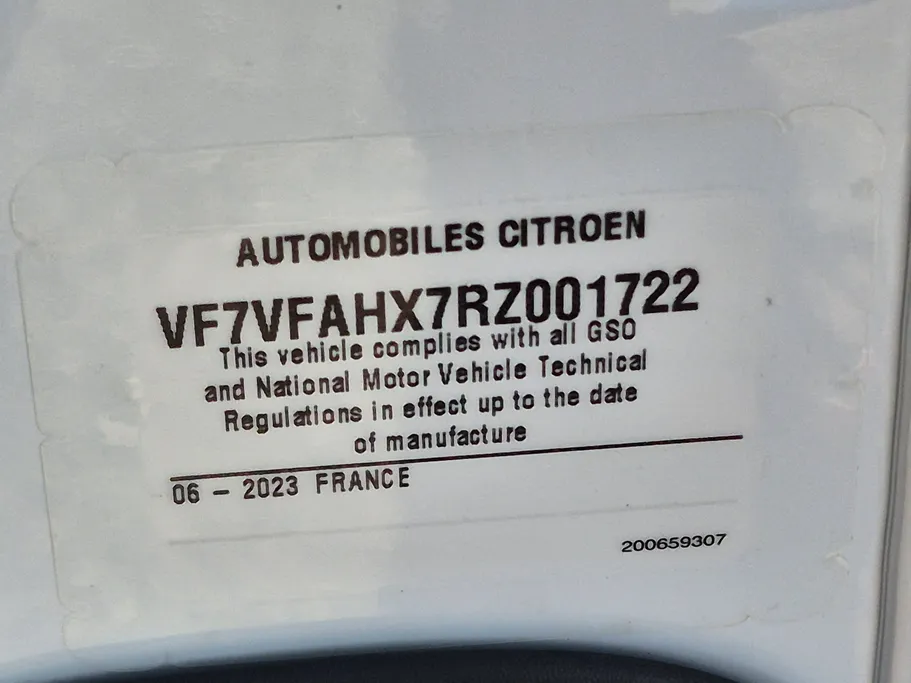 AUTOMOBILES CITROEN
VF7VFAHX7RZ001722
This vehicle complies with all GSO
and National Motor Vehicle Technical
Regulations in effect up to the date
of manufacture
06 - 2023 FRANCE
200659307